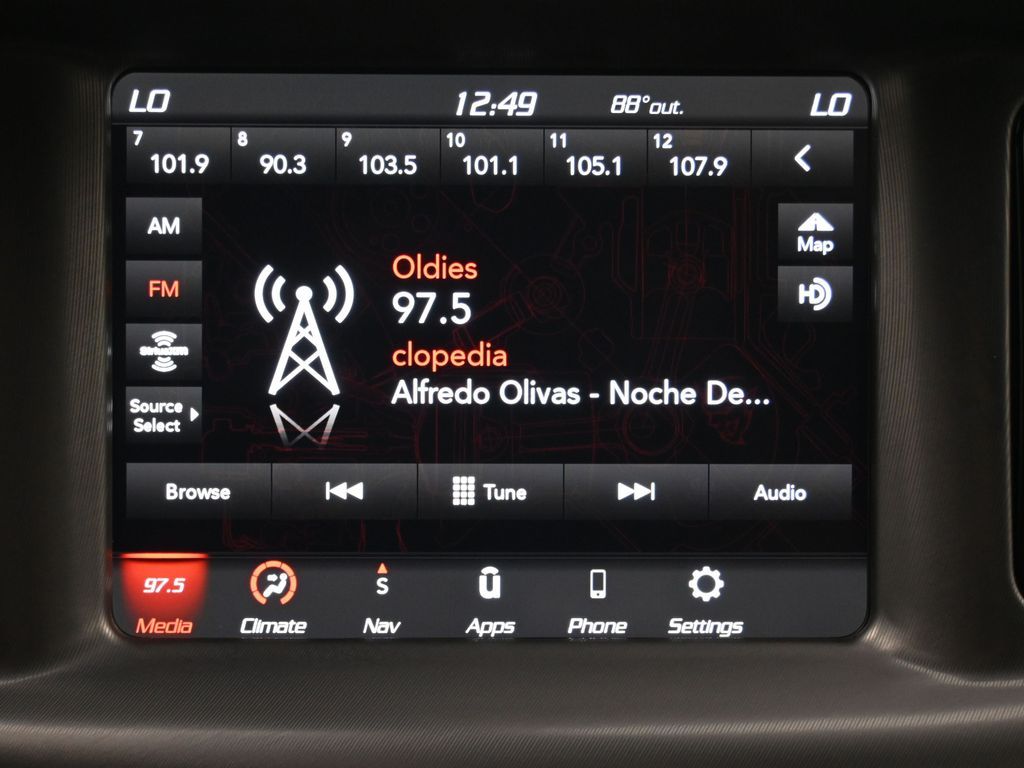 LO 12:49 88°out. LO
7 101.9 8 90.3 9 103.5 10 101.1 11 105.1 12 107.9
AM
FM
SiriusXM
Source
Select
Oldies
97.5
clopedia
Alfredo Olivas - Noche De...
Map
HD
Browse Tune Audio
97.5 S u
Media Climate Nav Apps Phone Settings